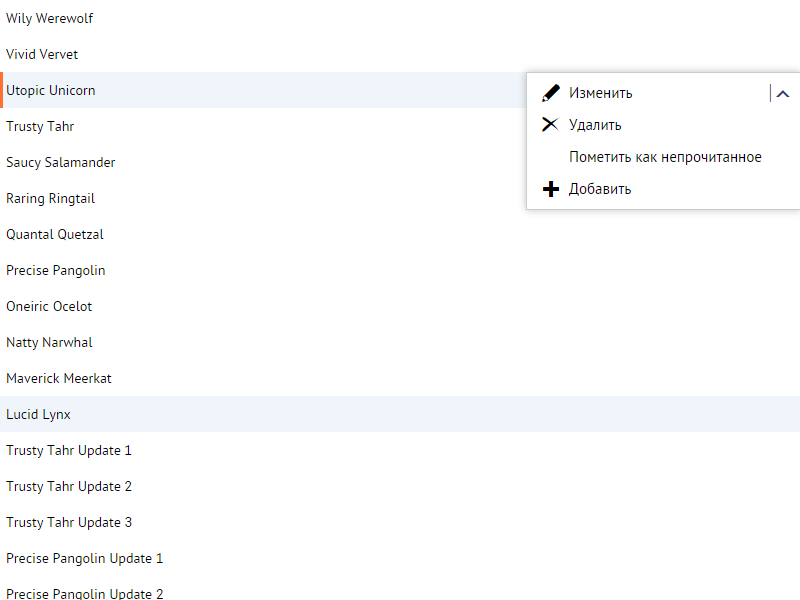 Wily Werewolf
Vivid Vervet
Utopic Unicorn
Trusty Tahr
Saucy Salamander
Raring Ringtail
Quantal Quetzal
Precise Pangolin
Oneiric Ocelot
Natty Narwhal
Maverick Meerkat
Lucid Lynx
Trusty Tahr Update 1
Trusty Tahr Update 2
Trusty Tahr Update 3
Precise Pangolin Update 1
Precise Pangolin Update 2
Изменить
Удалить
Пометить как непрочитанное
Добавить